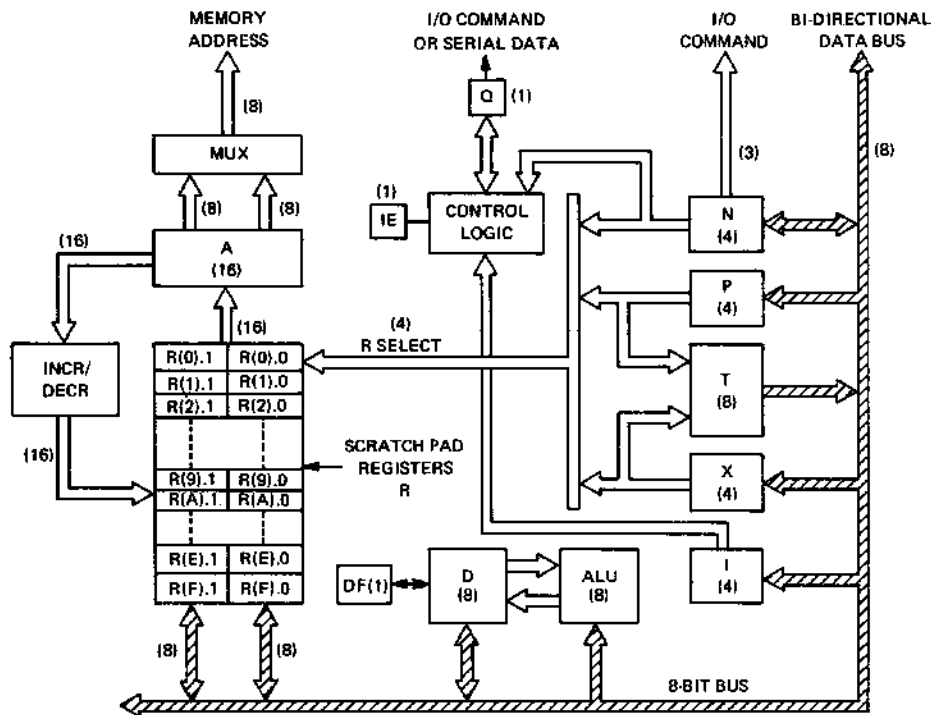 MEMORY
ADDRESS
I/O COMMAND
OR SERIAL DATA
I/O
COMMAND
BI-DIRECTIONAL
DATA BUS
(8)
Q
(1)
(3)
(8)
MUX
(8)
(8)
(1)
IE
CONTROL
LOGIC
N
(4)
(16)
A
(16)
P
(4)
(16)
(4)
R SELECT
INCR/
DECR
R(0).1
R(0).0
R(1).1
R(1).0
R(2).1
R(2).0
T
(8)
(16)
SCRATCH PAD
REGISTERS
R
R(9).1
R(9).0
R(A).1
R(A).0
X
(4)
R(E).1
R(E).0
R(F).1
R(F).0
DF(1)
D
(8)
ALU
(8)
I
(4)
(8)
(8)
8-BIT BUS